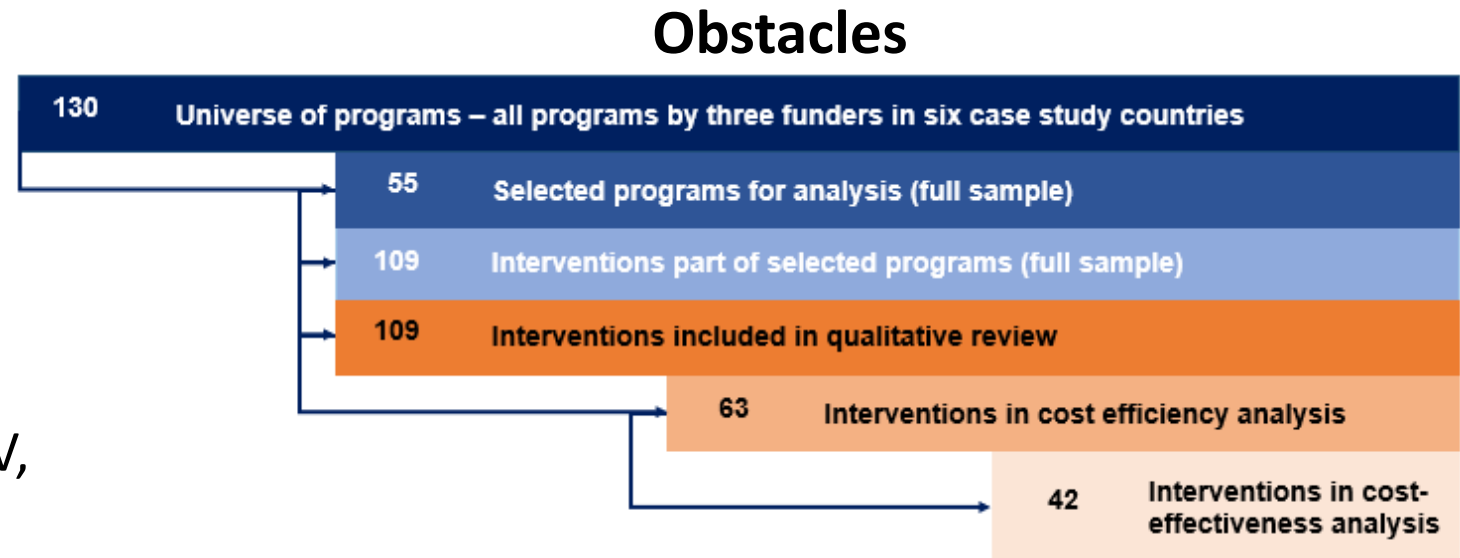 Obstacles
130 Universe of programs – all programs by three funders in six case study countries
55 Selected programs for analysis (full sample)
109 Interventions part of selected programs (full sample)
109 Interventions included in qualitative review
63 Interventions in cost efficiency analysis
42 Interventions in cost-
effectiveness analysis